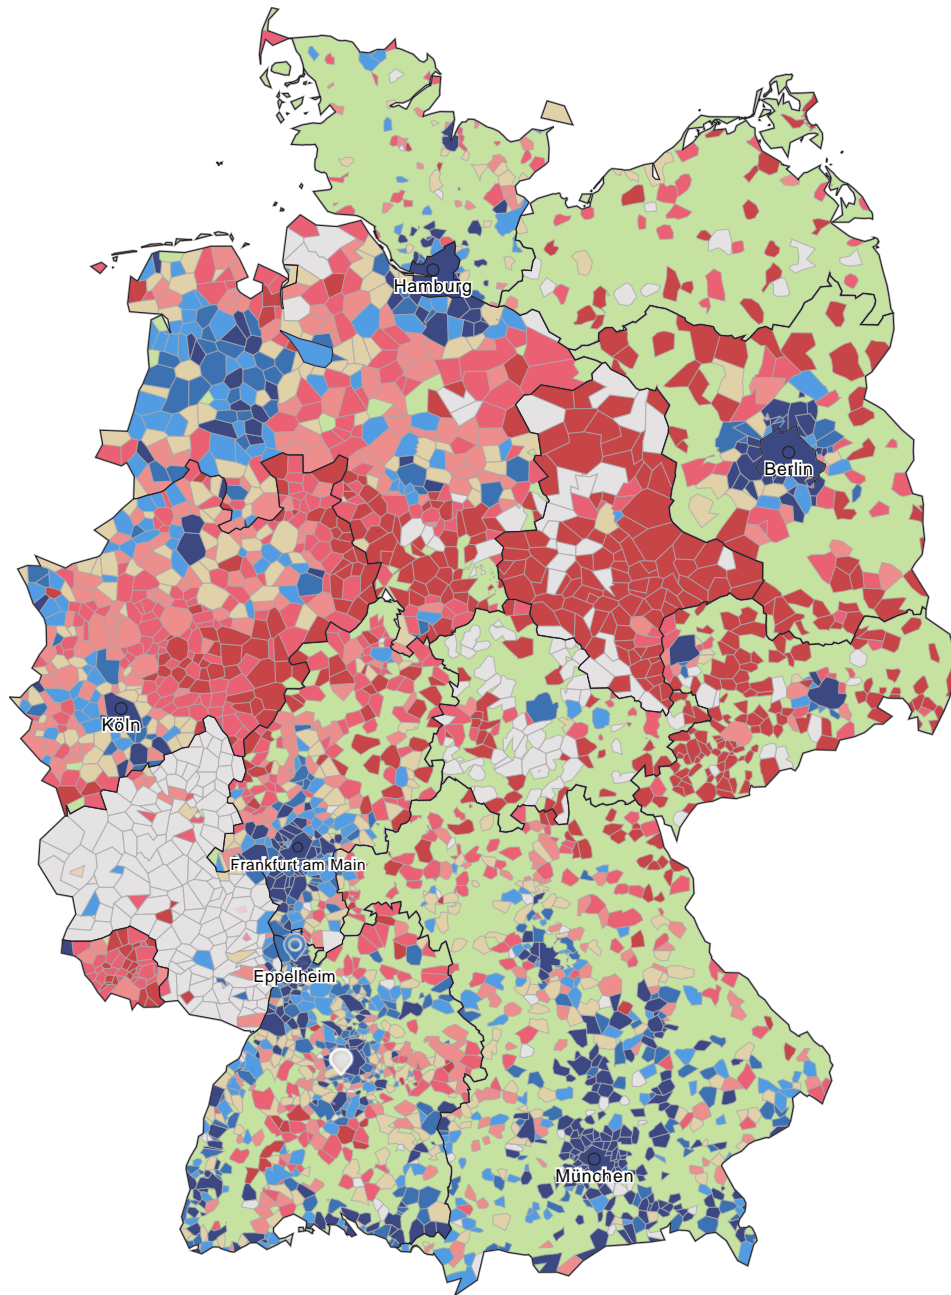 Hamburg
Berlin
Köln
Frankfurt am Main
Eppelheim
München